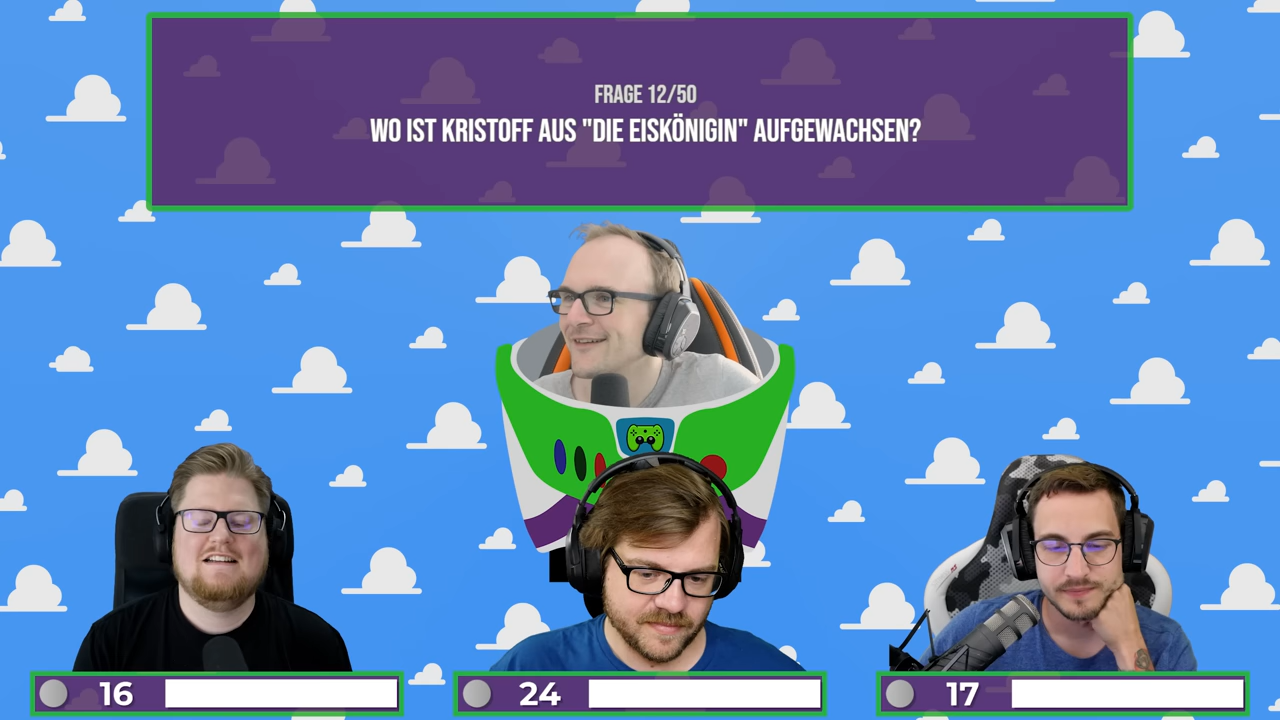 FRAGE 12/50
WO IST KRISTOFF AUS "DIE EISKÖNIGIN" AUFGEWACHSEN?
16
24
17